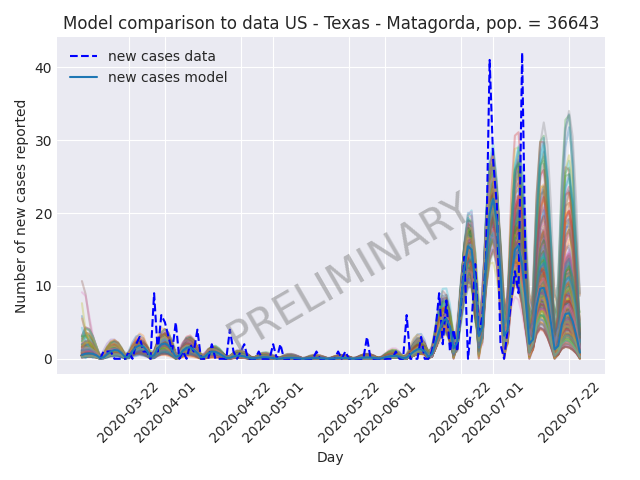 Model comparison to data US - Texas - Matagorda, pop. = 36643
new cases data
new cases model
Number of new cases reported
40
30
20
10
0
PRELIMINARY
2020-03-22
2020-04-01
2020-04-22
2020-05-01
2020-05-22
2020-06-01
2020-06-22
2020-07-01
2020-07-22
Day